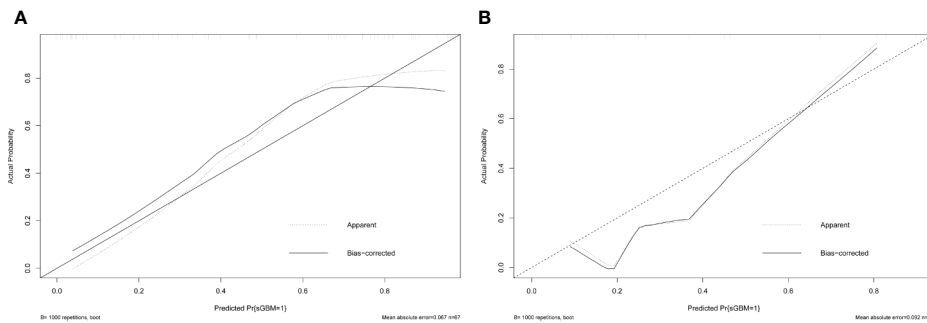 A
B
Actual Probability
0.0 0.2 0.4 0.6 0.8
Apparent
Bias−corrected
0.0 0.2 0.4 0.6 0.8 1.0
Predicted Pr{sGBM=1}
B= 1000 repetitions, boot
Mean absolute error=0.067 n=67
Actual Probability
0.0 0.2 0.4 0.6 0.8
Apparent
Bias−corrected
0.0 0.2 0.4 0.6 0.8
Predicted Pr{sGBM=1}
B= 1000 repetitions, boot
Mean absolute error=0.092 n=